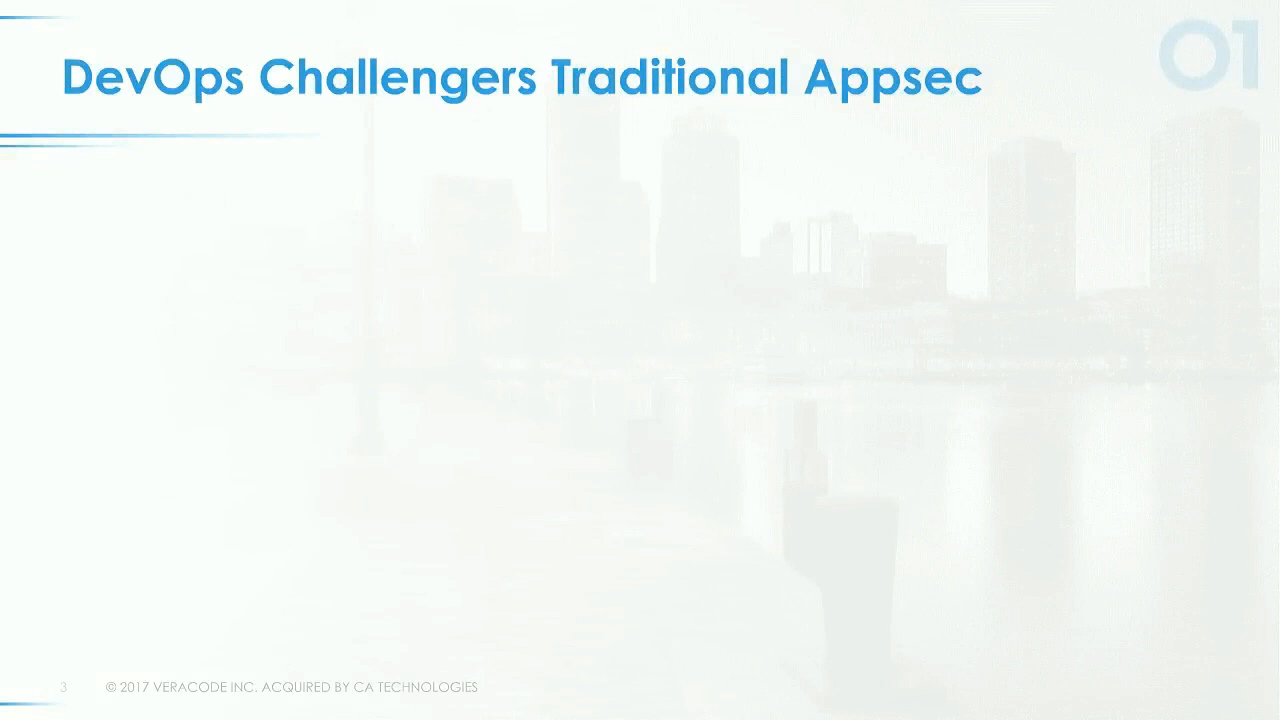 DevOps Challengers Traditional Appsec
01
3 © 2017 VERACODE INC. ACQUIRED BY CA TECHNOLOGIES